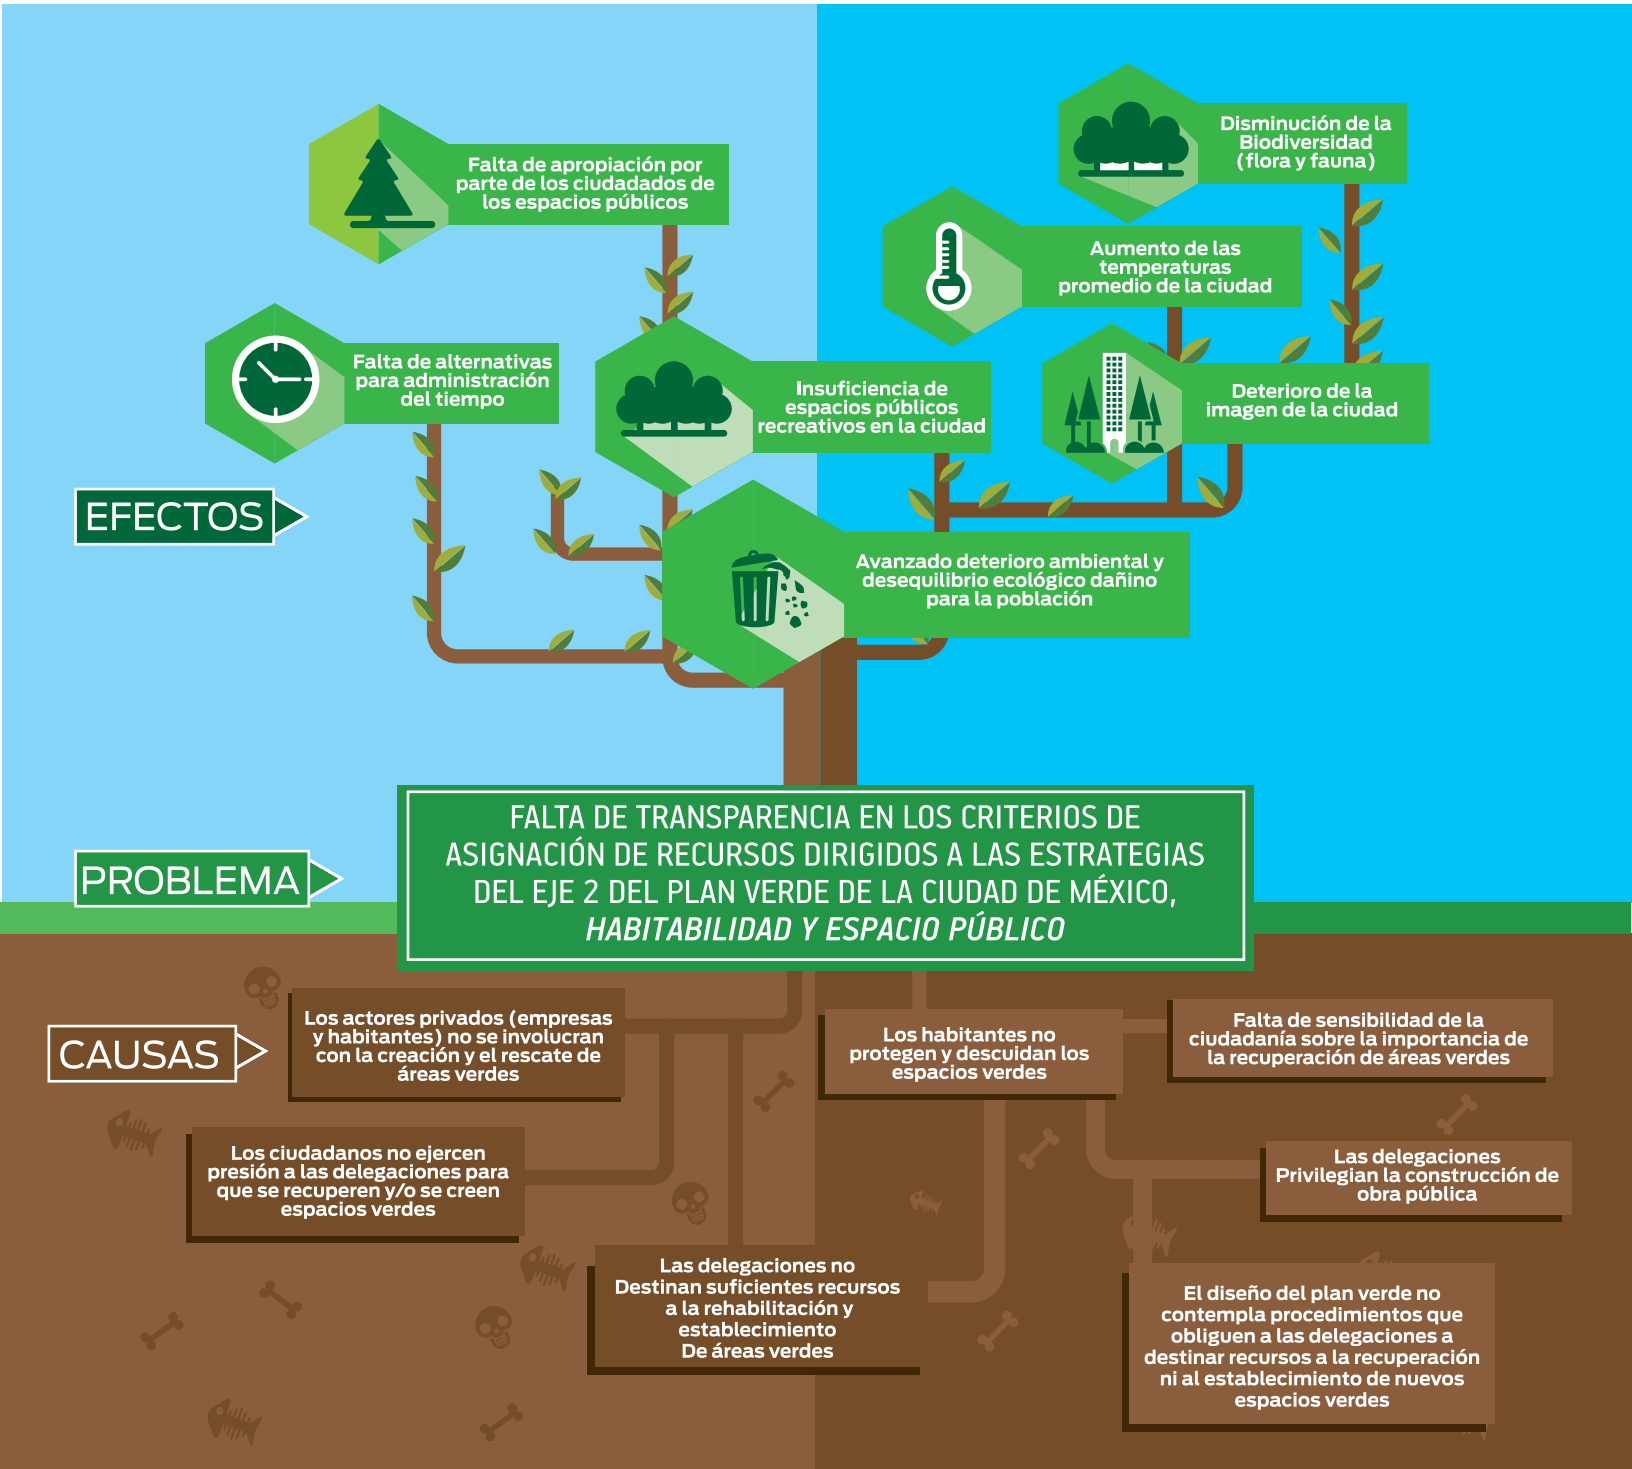 Disminución de la
Biodiversidad
(flora y fauna)
Falta de apropiación por
parte de los ciudadados de
los espacios públicos
Aumento de las
temperaturas
promedio de la ciudad
Falta de alternativas
para administración
del tiempo
Insuficiencia de
espacios públicos
recreativos en la ciudad
Deterioro de la
imagen de la ciudad
EFECTOS
Avanzado deterioro ambiental y
desequilibrio ecológico dañino
para la población
PROBLEMA
FALTA DE TRANSPARENCIA EN LOS CRITERIOS DE
ASIGNACIÓN DE RECURSOS DIRIGIDOS A LAS ESTRATEGIAS
DEL EJE 2 DEL PLAN VERDE DE LA CIUDAD DE MÉXICO,
HABITABILIDAD Y ESPACIO PÚBLICO
CAUSAS
Los actores privados (empresas
y habitantes) no se involucran
con la creación y el rescate de
áreas verdes
Los habitantes no
protegen y descuidan los
espacios verdes
Falta de sensibilidad de la
ciudadanía sobre la importancia de
la recuperación de áreas verdes
Los ciudadanos no ejercen
presión a las delegaciones para
que se recuperen y/o se creen
espacios verdes
Las delegaciones
Privilegian la construcción de
obra pública
Las delegaciones no
Destinan suficientes recursos
a la rehabilitación y
establecimiento
De áreas verdes
El diseño del plan verde no
contempla procedimientos que
obliguen a las delegaciones a
destinar recursos a la recuperación
ni al establecimiento de nuevos
espacios verdes